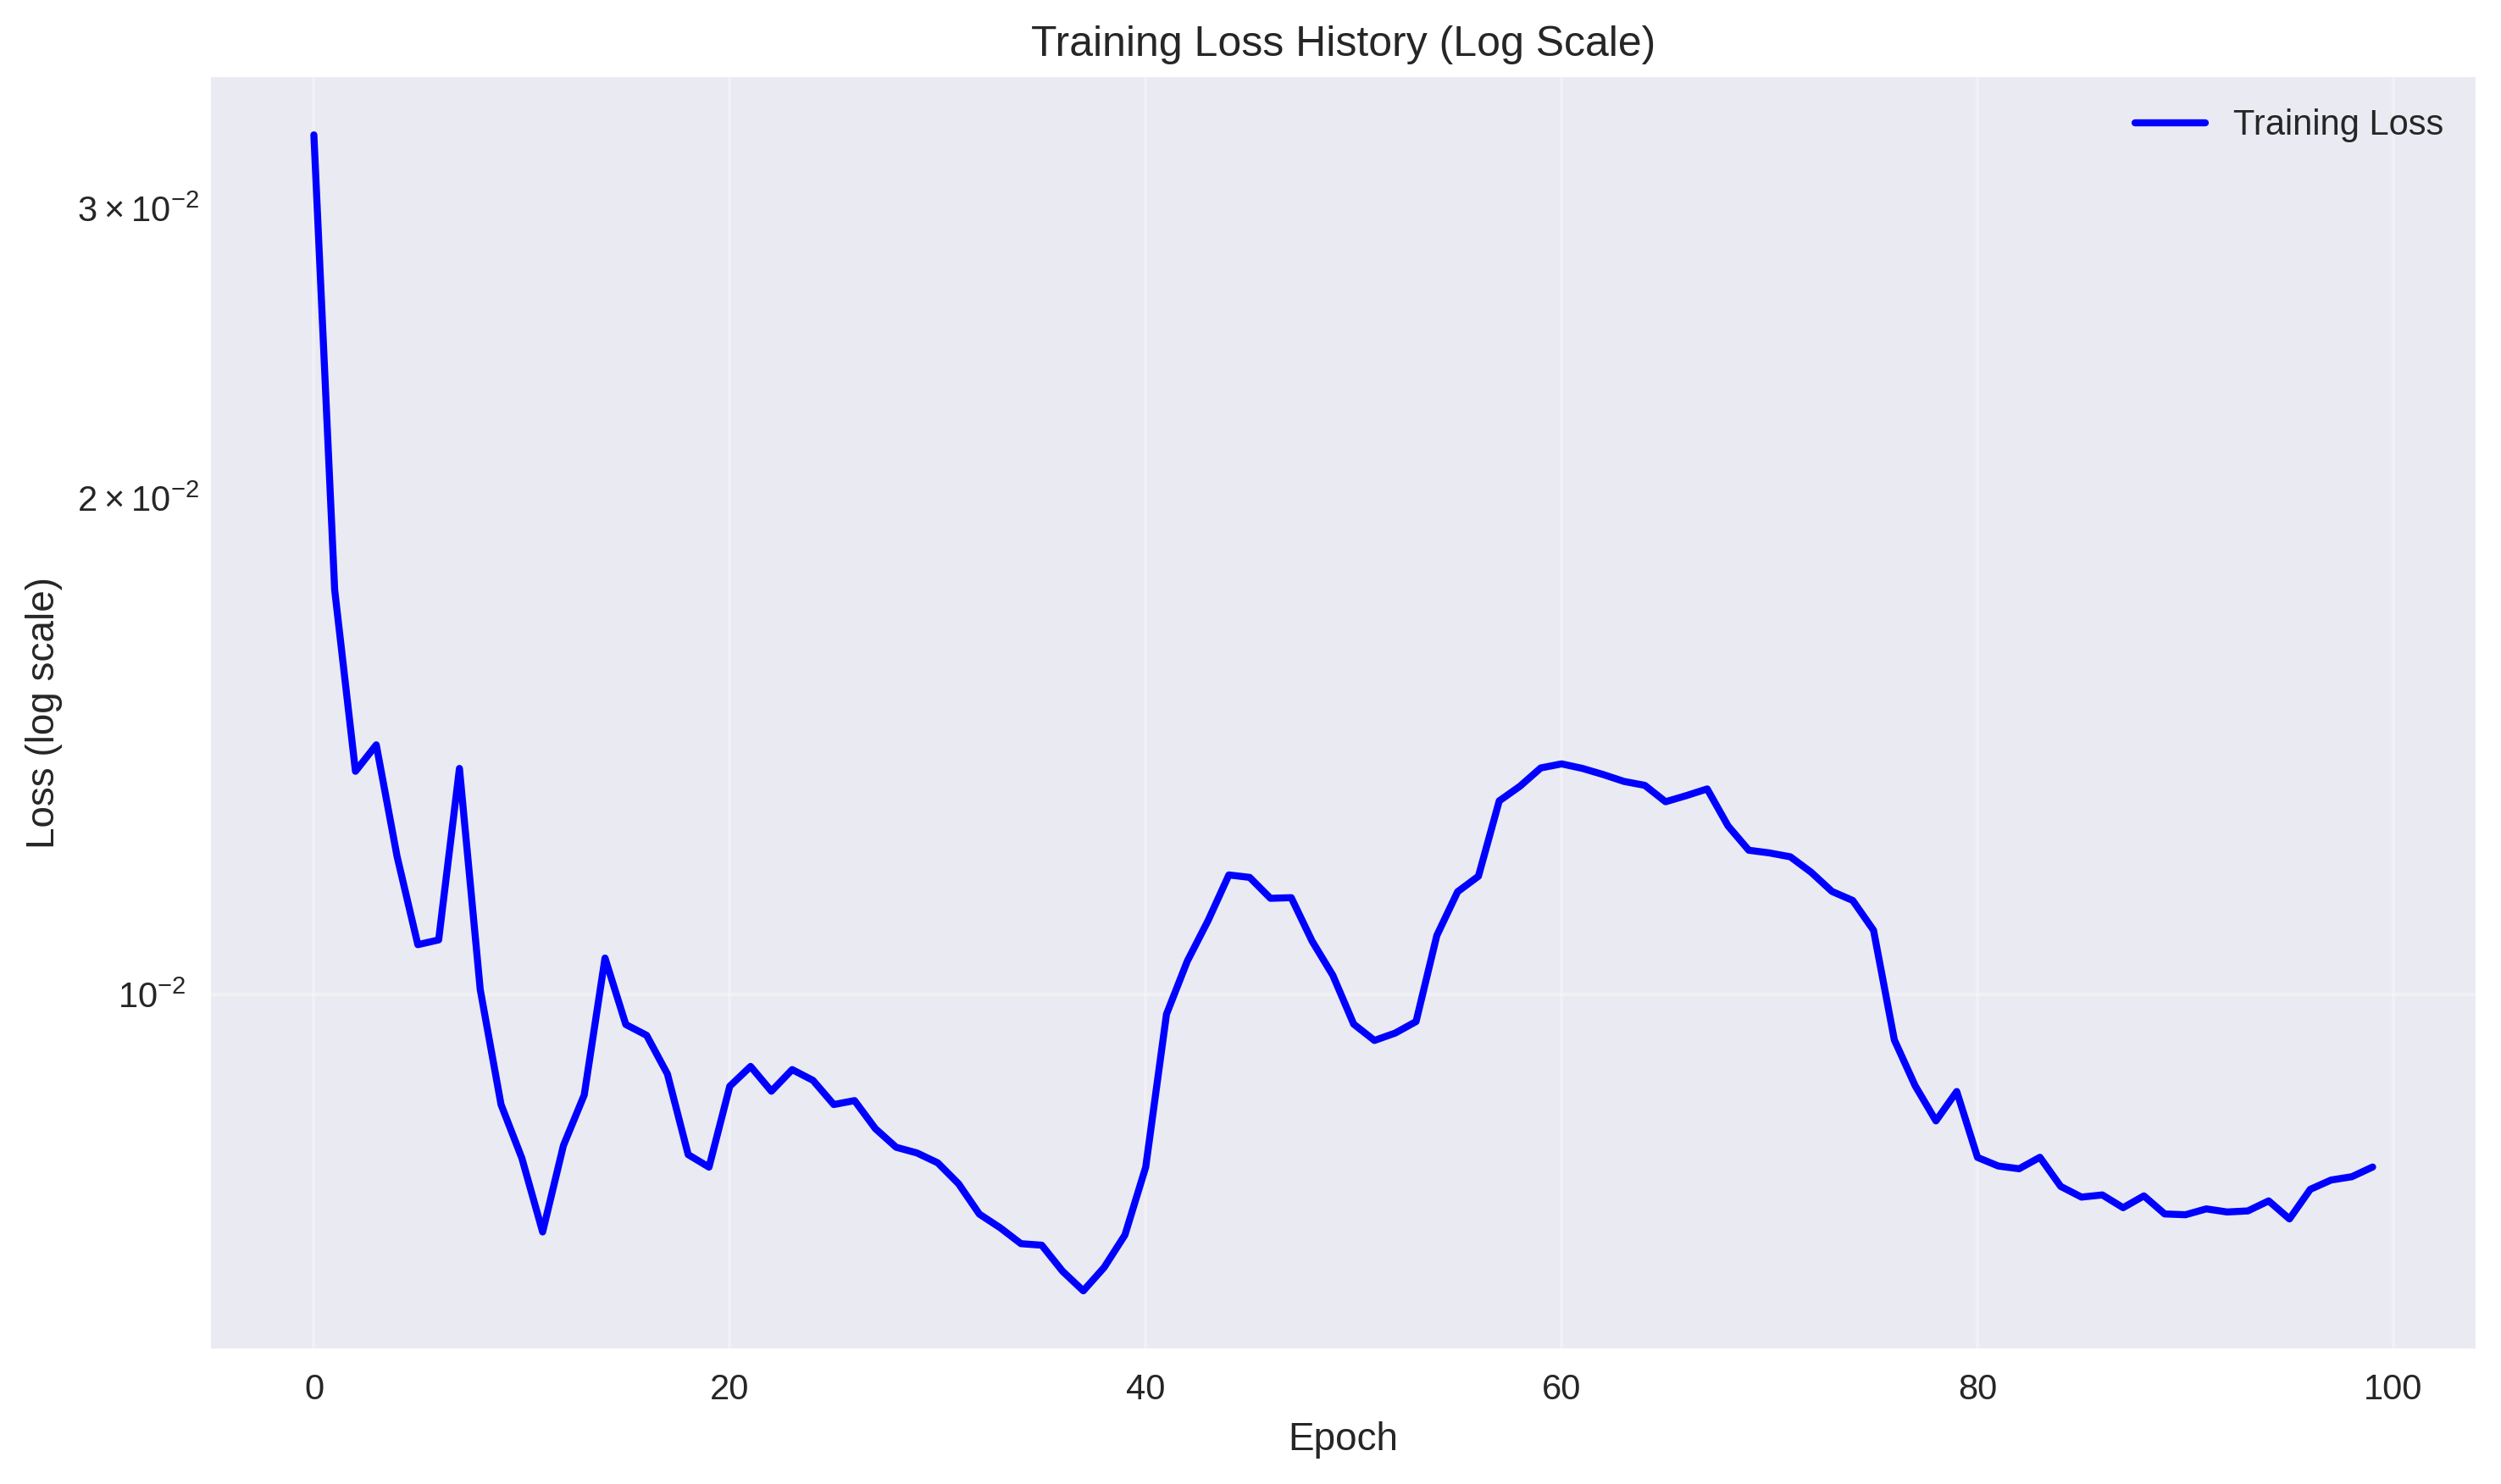 Training Loss History (Log Scale)
Training Loss
3 × 10⁻²
2 × 10⁻²
10⁻²
Loss (log scale)
0 20 40 60 80 100
Epoch